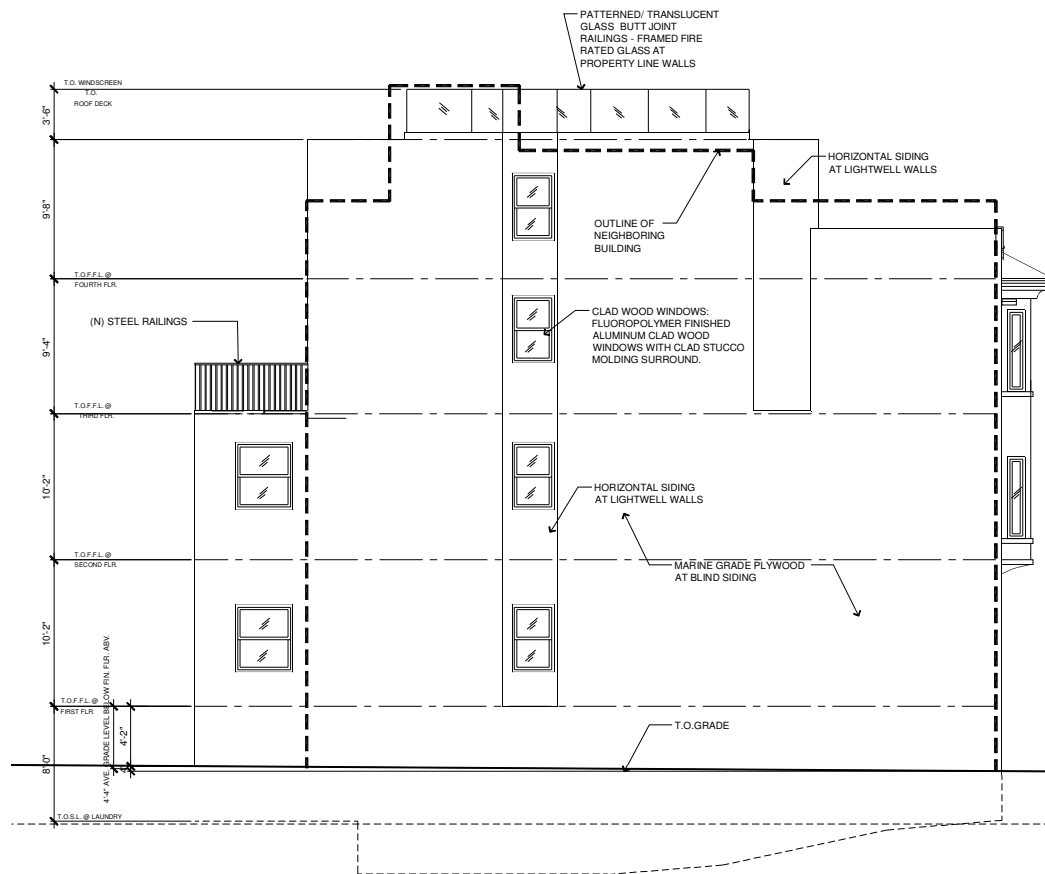 PATTERNED/ TRANSLUCENT
GLASS BUTT JOINT
RAILINGS - FRAMED FIRE
RATED GLASS AT
PROPERTY LINE WALLS
T.O. WINDSCREEN
T.O.
ROOF DECK
3'-6"
HORIZONTAL SIDING
AT LIGHTWELL WALLS
9'-8"
OUTLINE OF
NEIGHBORING
BUILDING
T.O.F.F.L. @
FOURTH FLR.
CLAD WOOD WINDOWS:
FLUOROPOLYMER FINISHED
ALUMINUM CLAD WOOD
WINDOWS WITH CLAD STUCCO
MOLDING SURROUND.
(N) STEEL RAILINGS
9'-4"
T.O.F.F.L. @
THIRD FLR.
10'-2"
HORIZONTAL SIDING
AT LIGHTWELL WALLS
T.O.F.F.L. @
SECOND FLR.
MARINE GRADE PLYWOOD
AT BLIND SIDING
10'-2"
T.O.F.F.L. @
FIRST FLR.
4'-4" AVE. GRADE LEVEL BELOW FIN. FLR. ABV.
4'-2"
T.O.GRADE
8'-0"
T.O.S.L. @ LAUNDRY